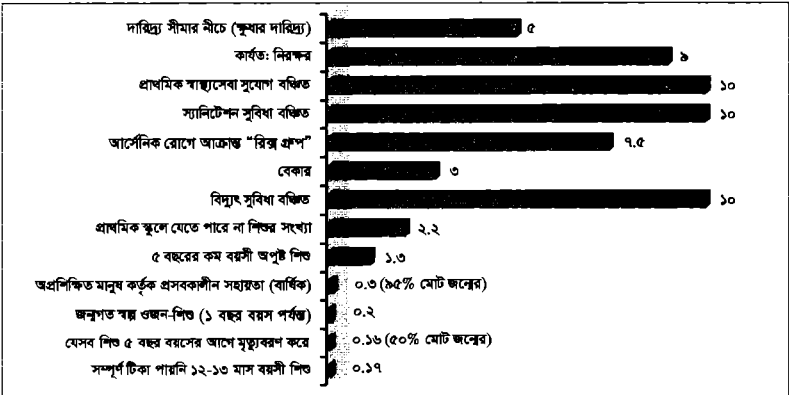 দারিদ্র্য সীমার নীচে (ক্ষুধার দারিদ্র্য) ৫
কার্যত: নিরক্ষর ৯
প্রাথমিক স্বাস্থ্যসেবা সুযোগ বঞ্চিত ১০
স্যানিটেশন সুবিধা বঞ্চিত ১০
আর্সেনিক রোগে আক্রান্ত “রিস্ক গ্রুপ” ৭.৫
বেকার ৩
বিদ্যুৎ সুবিধা বঞ্চিত ১০
প্রাথমিক স্কুলে যেতে পারে না শিশুর সংখ্যা ২.২
৫ বছরের কম বয়সী অপুষ্ট শিশু ১.৩
অপ্রশিক্ষিত মানুষ কর্তৃক প্রসবকালীন সহায়তা (বার্ষিক) ০.৩ (৯৫% মোট জন্মের)
জন্মগত স্বল্প ওজন-শিশু (১ বছর বয়স পর্যন্ত) ০.২
যেসব শিশু ৫ বছর বয়সের আগে মৃত্যুবরণ করে ০.১৬ (৫০% মোট জন্মের)
সম্পূর্ণ টিকা পায়নি ১২-১৩ মাস বয়সী শিশু ০.১৭